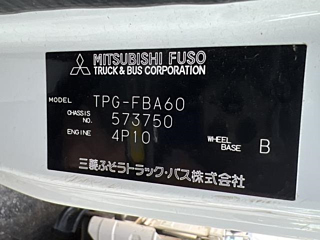 MITSUBISHI FUSO
TRUCK & BUS CORPORATION
MODEL TPG-FBA60
CHASSIS NO. 573750
ENGINE 4P10 WHEEL BASE B
三菱ふそうトラック・バス株式会社